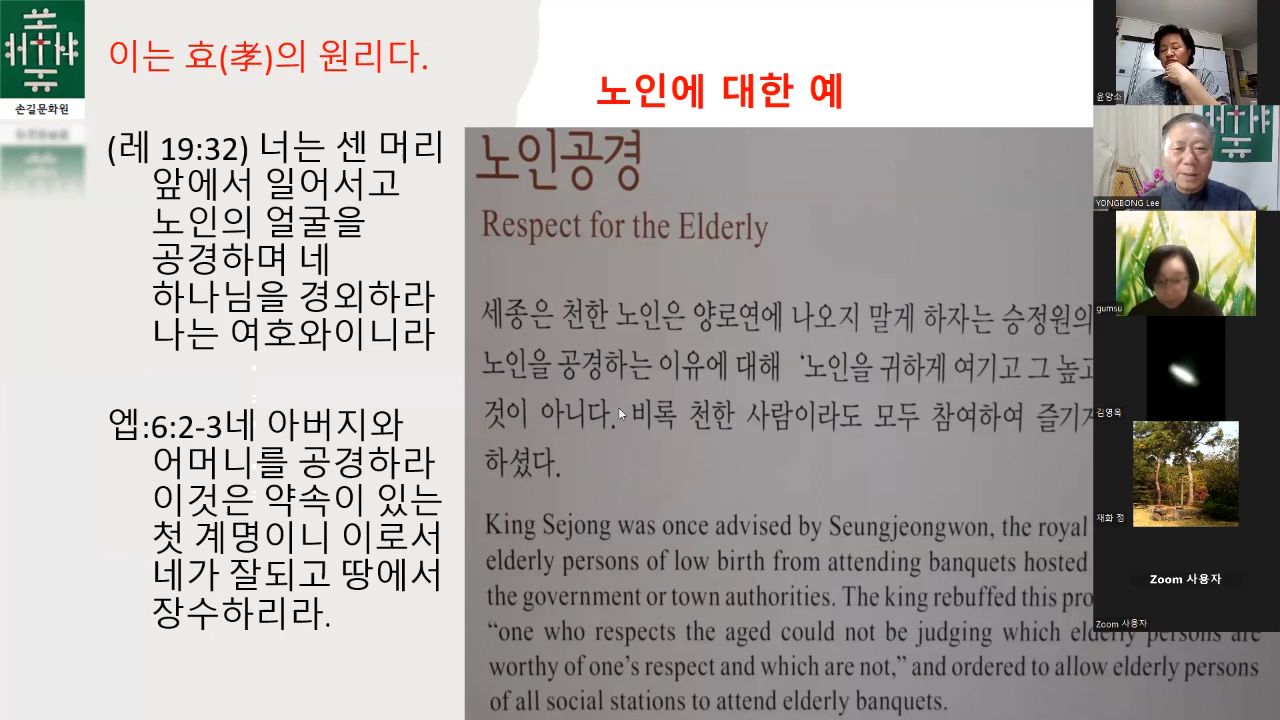 손길문화원
이는 효(孝)의 원리다.
(레 19:32) 너는 센 머리
앞에서 일어서고
노인의 얼굴을
공경하며 네
하나님을 경외하라
나는 여호와이니라
엡:6:2-3네 아버지와
어머니를 공경하라
이것은 약속이 있는
첫 계명이니 이로서
네가 잘되고 땅에서
장수하리라.
노인에 대한 예
노인공경
Respect for the Elderly
세종은 천한 노인은 양로연에 나오지 말게 하자는 승정원의
노인을 공경하는 이유에 대해 ‘노인을 귀하게 여기고 그 높고
것이 아니다. 비록 천한 사람이라도 모두 참여하여 즐기게
하셨다.
King Sejong was once advised by Seungjeongwon, the royal
elderly persons of low birth from attending banquets hosted
the government or town authorities. The king rebuffed this pro
“one who respects the aged could not be judging which elderly persons are
worthy of one’s respect and which are not,” and ordered to allow elderly persons
of all social stations to attend elderly banquets.
윤양소
YONGBONG Lee
gumsu
김영옥
재화 정
Zoom 사용자
Zoom 사용자